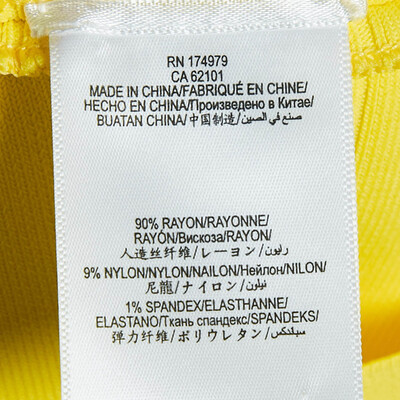 RN 174979
CA 62101
MADE IN CHINA/FABRIQUÉ EN CHINE/
HECHO EN CHINA/Произведено в Китае/
BUATAN CHINA/中国制造/صنع في الصين/
90% RAYON/RAYONNE/
RAYÓN/Вискоза/RAYON/
人造丝纤维/レーヨン/رايون/
9% NYLON/NYLON/NAILON/Нейлон/NILON/
尼龍/ナイロン/نيلون/
1% SPANDEX/ELASTHANNE/
ELASTANO/Ткань спандекс/SPANDEKS/
弹力纤维/ポリウレタン/سبلندكس/